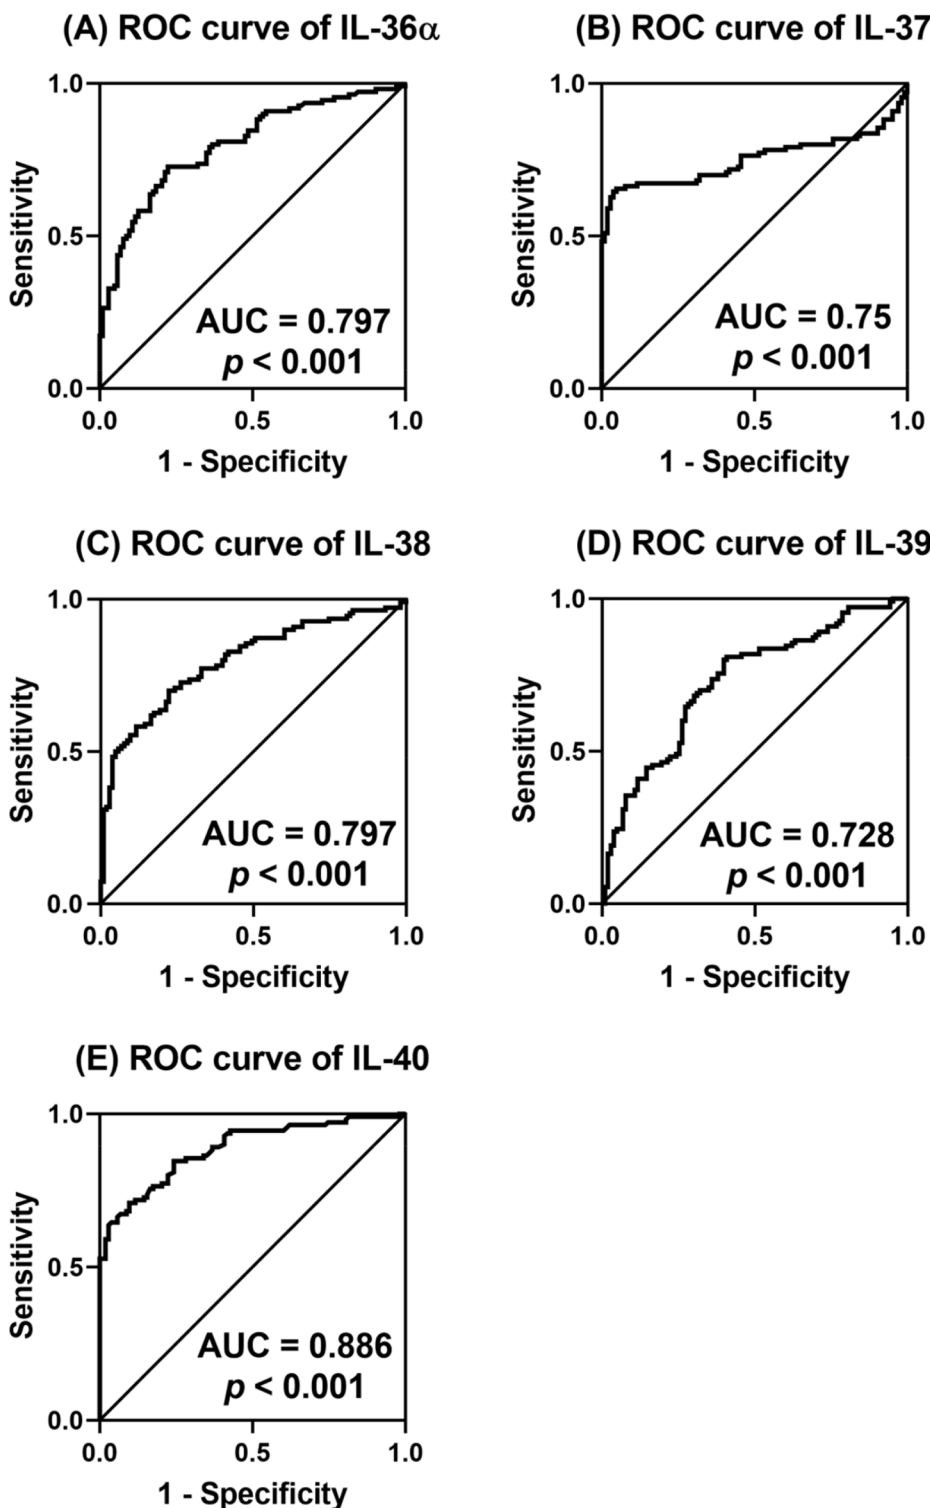 (A) ROC curve of IL-36α
1.0
0.5
0.0
Sensitivity
AUC = 0.797
p < 0.001
0.0 0.5 1.0
1 - Specificity
(B) ROC curve of IL-37
1.0
0.5
0.0
Sensitivity
AUC = 0.75
p < 0.001
0.0 0.5 1.0
1 - Specificity
(C) ROC curve of IL-38
1.0
0.5
0.0
Sensitivity
AUC = 0.797
p < 0.001
0.0 0.5 1.0
1 - Specificity
(D) ROC curve of IL-39
1.0
0.5
0.0
Sensitivity
AUC = 0.728
p < 0.001
0.0 0.5 1.0
1 - Specificity
(E) ROC curve of IL-40
1.0
0.5
0.0
Sensitivity
AUC = 0.886
p < 0.001
0.0 0.5 1.0
1 - Specificity